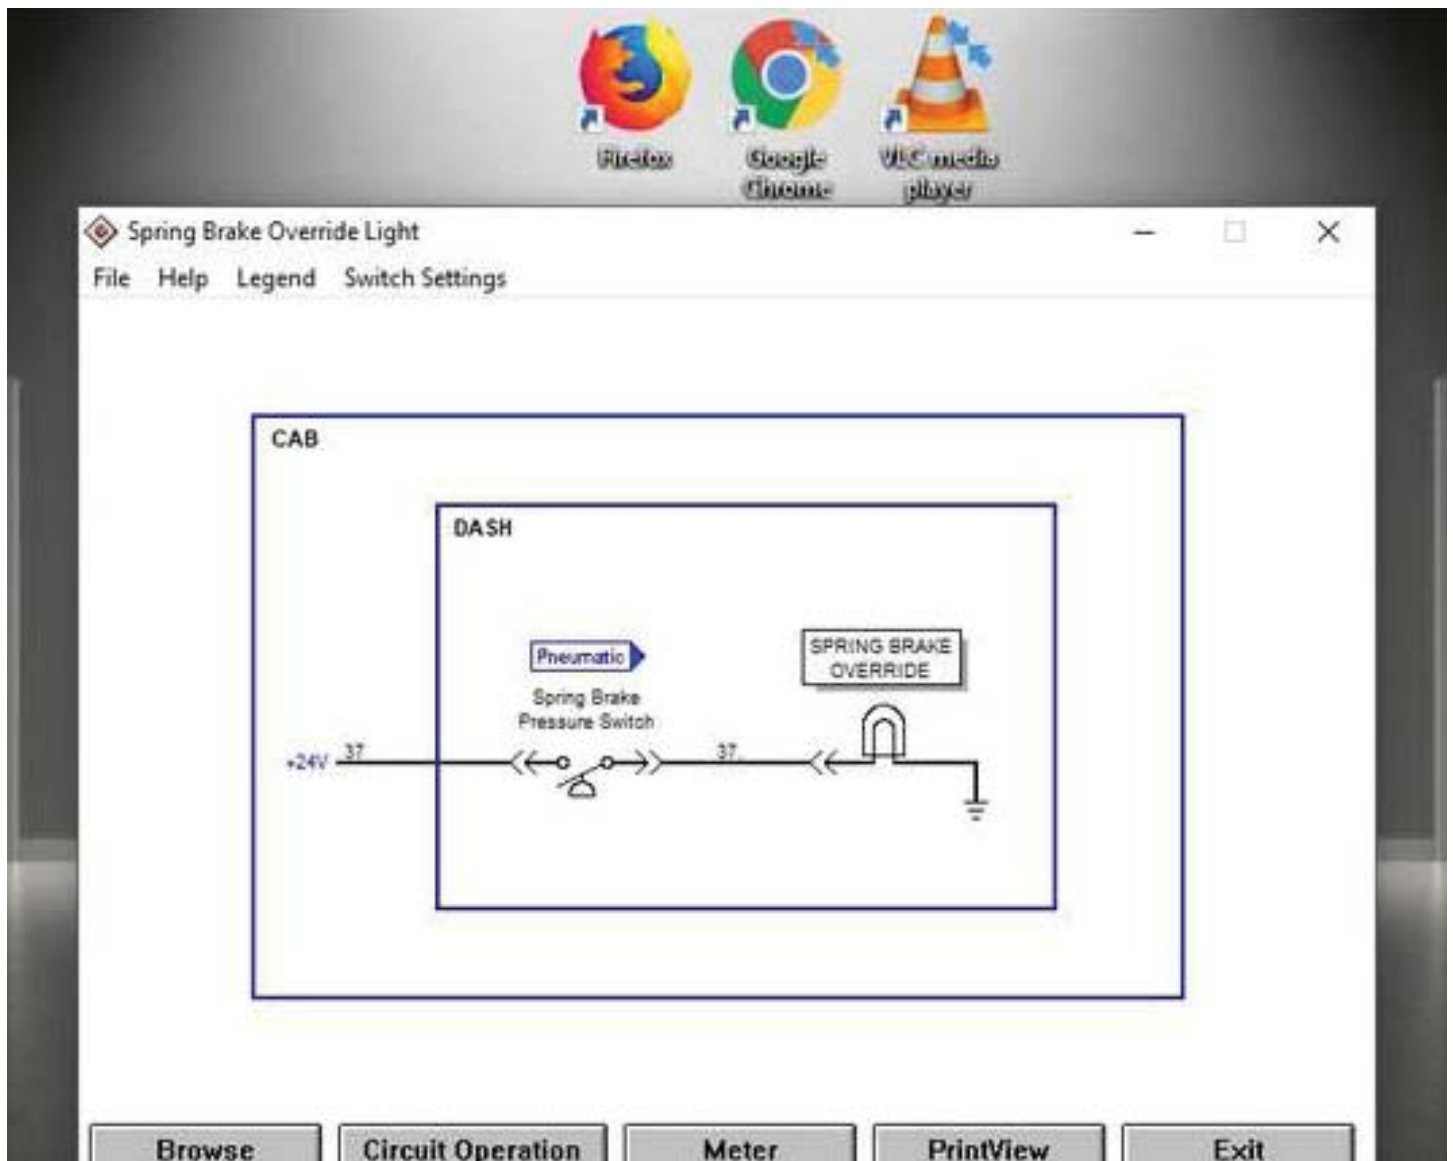 Firefox
Google
Chrome
VLC media
player
Spring Brake Override Light
File Help Legend Switch Settings
CAB
DASH
Pneumatic
SPRING BRAKE
OVERRIDE
Spring Brake
Pressure Switch
+24V
37
37
Browse
Circuit Operation
Meter
PrintView
Exit